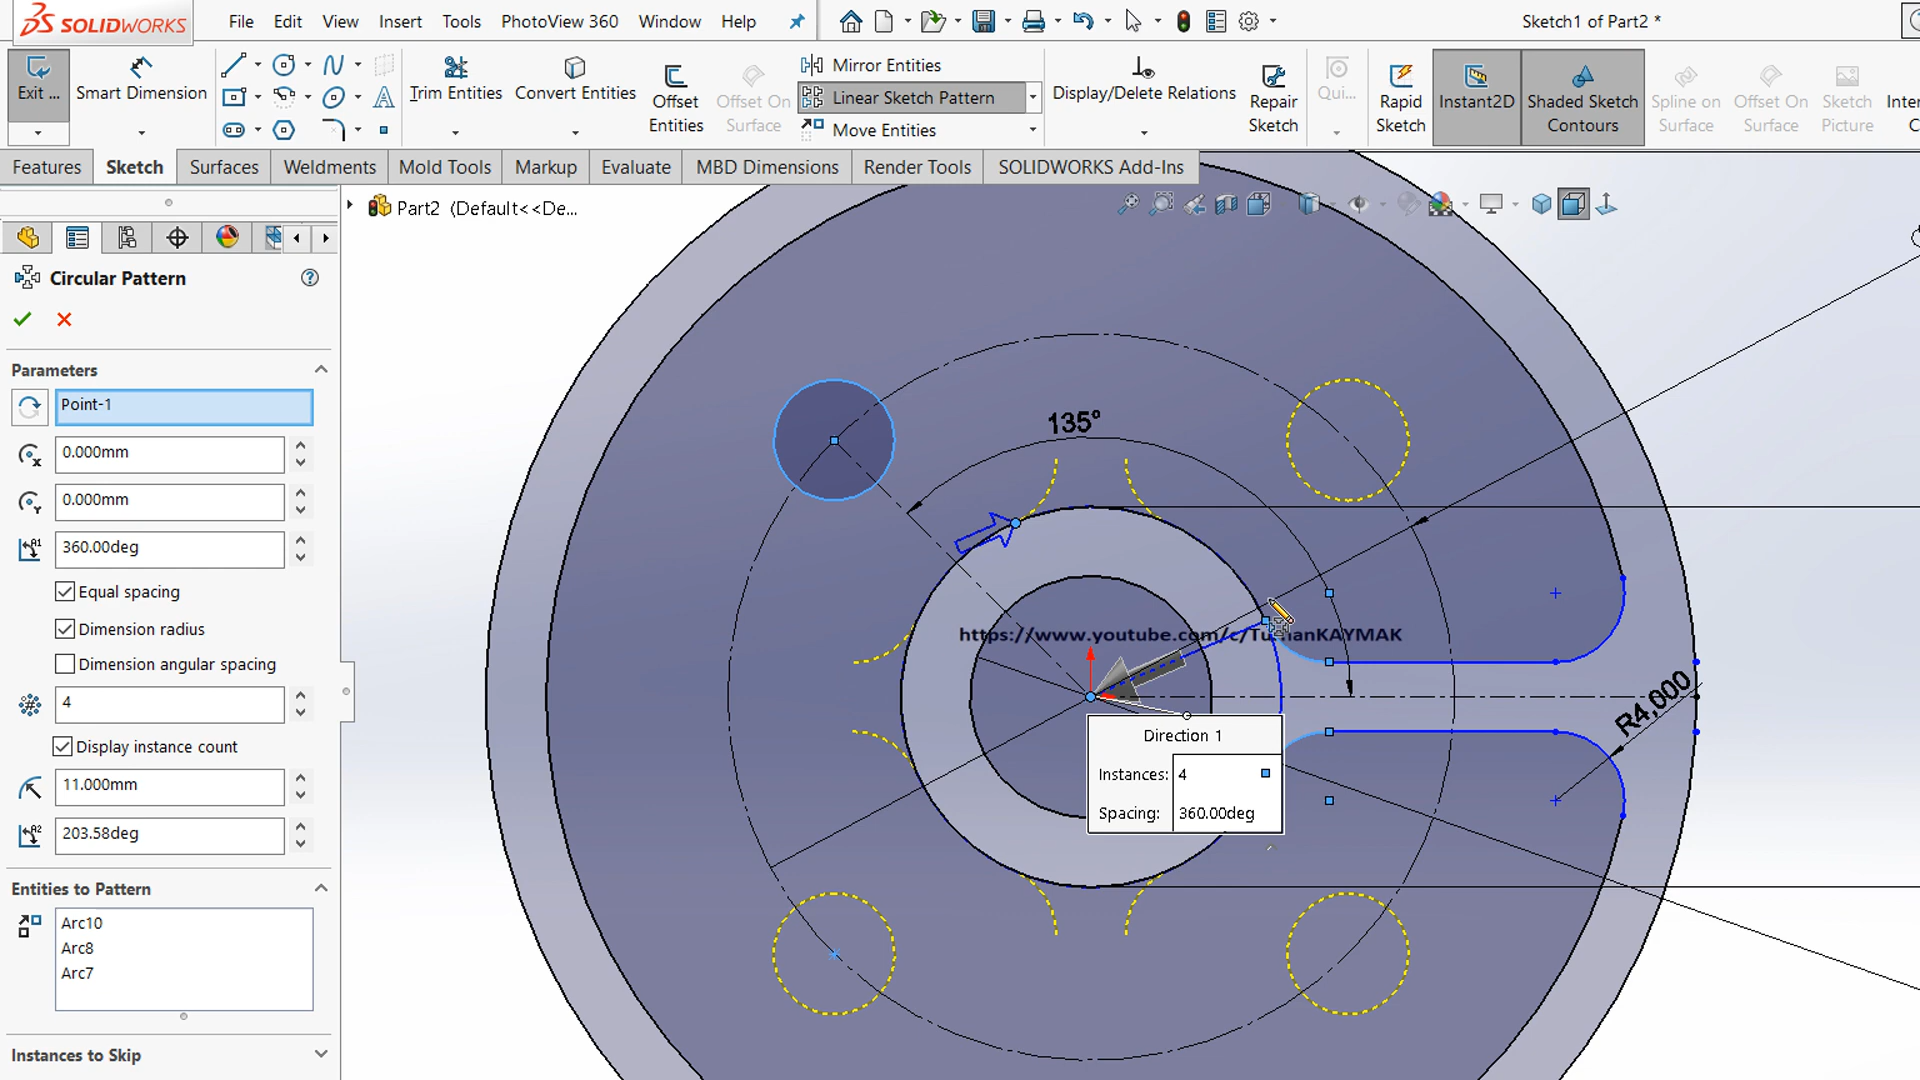 SOLIDWORKS
File Edit View Insert Tools PhotoView 360 Window Help
Sketch1 of Part2 *
Exit ...
Smart Dimension
Trim Entities
Convert Entities
Offset Entities
Offset On Surface
Mirror Entities
Linear Sketch Pattern
Move Entities
Display/Delete Relations
Repair Sketch
Qui...
Rapid Sketch
Instant2D
Shaded Sketch Contours
Spline on Surface
Offset On Surface
Sketch Picture
Features Sketch Surfaces Weldments Mold Tools Markup Evaluate MBD Dimensions Render Tools SOLIDWORKS Add-Ins
Part2 (Default<<De...
Circular Pattern
Parameters
Point-1
0.000mm
0.000mm
360.00deg
Equal spacing
Dimension radius
Dimension angular spacing
4
Display instance count
11.000mm
203.58deg
Entities to Pattern
Arc10
Arc8
Arc7
Instances to Skip
135°
R4,000
Direction 1
Instances: 4
Spacing: 360.00deg